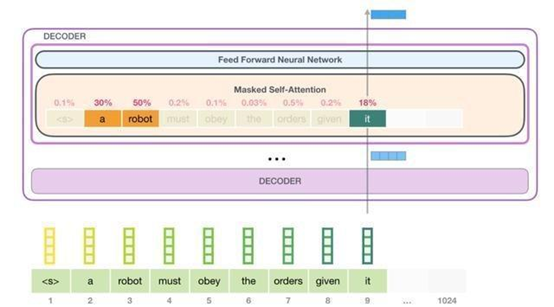 DECODER
Feed Forward Neural Network
Masked Self-Attention
0.1% 30% 50% 0.2% 0.1% 0.03% 0.5% 0.2% 18%
<s> a robot must obey the orders given it
...
DECODER
<s> a robot must obey the orders given it
1 2 3 4 5 6 7 8 9 ... 1024